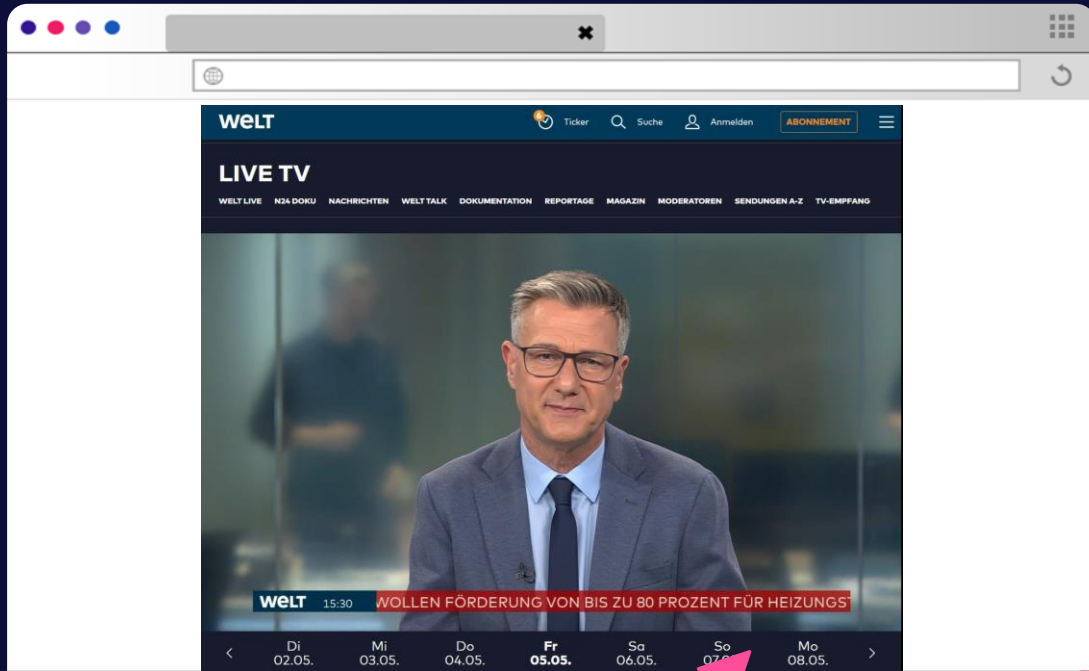 WELT Ticker Suche Anmelden ABONNEMENT
LIVE TV
WELT LIVE N24 DOKU NACHRICHTEN WELT TALK DOKUMENTATION REPORTAGE MAGAZIN MODERATOREN SENDUNGEN A-Z TV-EMPFANG
WELT 15:30 WOLLEN FÖRDERUNG VON BIS ZU 80 PROZENT FÜR
Di Mi Do Fr Sa So Mo
02.05. 03.05. 04.05. 05.05. 06.05. 08.05.